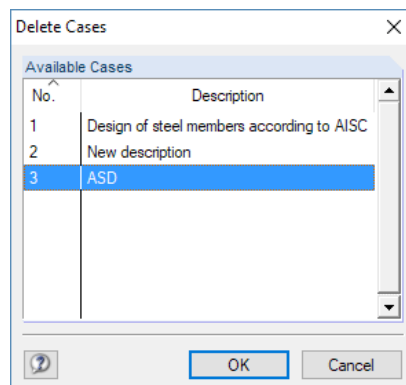 Delete Cases
Available Cases
No. Description
1 Design of steel members according to AISC
2 New description
3 ASD
OK Cancel